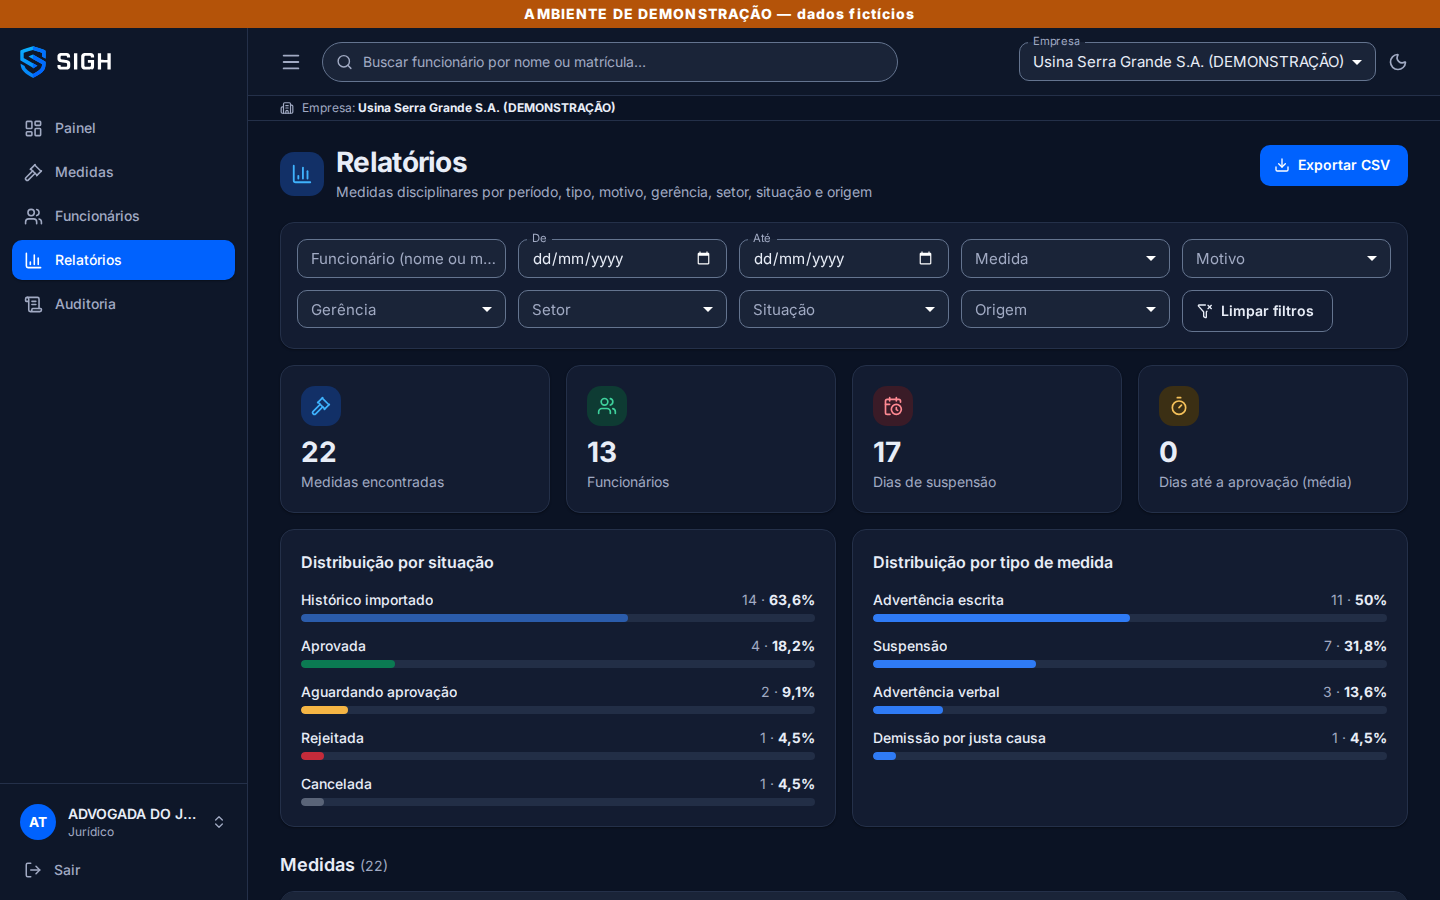 AMBIENTE DE DEMONSTRAÇÃO — dados fictícios
SIGH
Buscar funcionário por nome ou matrícula...
Empresa
Usina Serra Grande S.A. (DEMONSTRAÇÃO)
Empresa: Usina Serra Grande S.A. (DEMONSTRAÇÃO)
Painel
Medidas
Funcionários
Relatórios
Auditoria
Relatórios
Medidas disciplinares por período, tipo, motivo, gerência, setor, situação e origem
Exportar CSV
Funcionário (nome ou m...
De
dd/mm/yyyy
Até
dd/mm/yyyy
Medida
Motivo
Gerência
Setor
Situação
Origem
Limpar filtros
22
Medidas encontradas
13
Funcionários
17
Dias de suspensão
0
Dias até a aprovação (média)
Distribuição por situação
Histórico importado 14 · 63,6%
Aprovada 4 · 18,2%
Aguardando aprovação 2 · 9,1%
Rejeitada 1 · 4,5%
Cancelada 1 · 4,5%
Distribuição por tipo de medida
Advertência escrita 11 · 50%
Suspensão 7 · 31,8%
Advertência verbal 3 · 13,6%
Demissão por justa causa 1 · 4,5%
Medidas (22)
AT
ADVOGADA DO J...
Jurídico
Sair